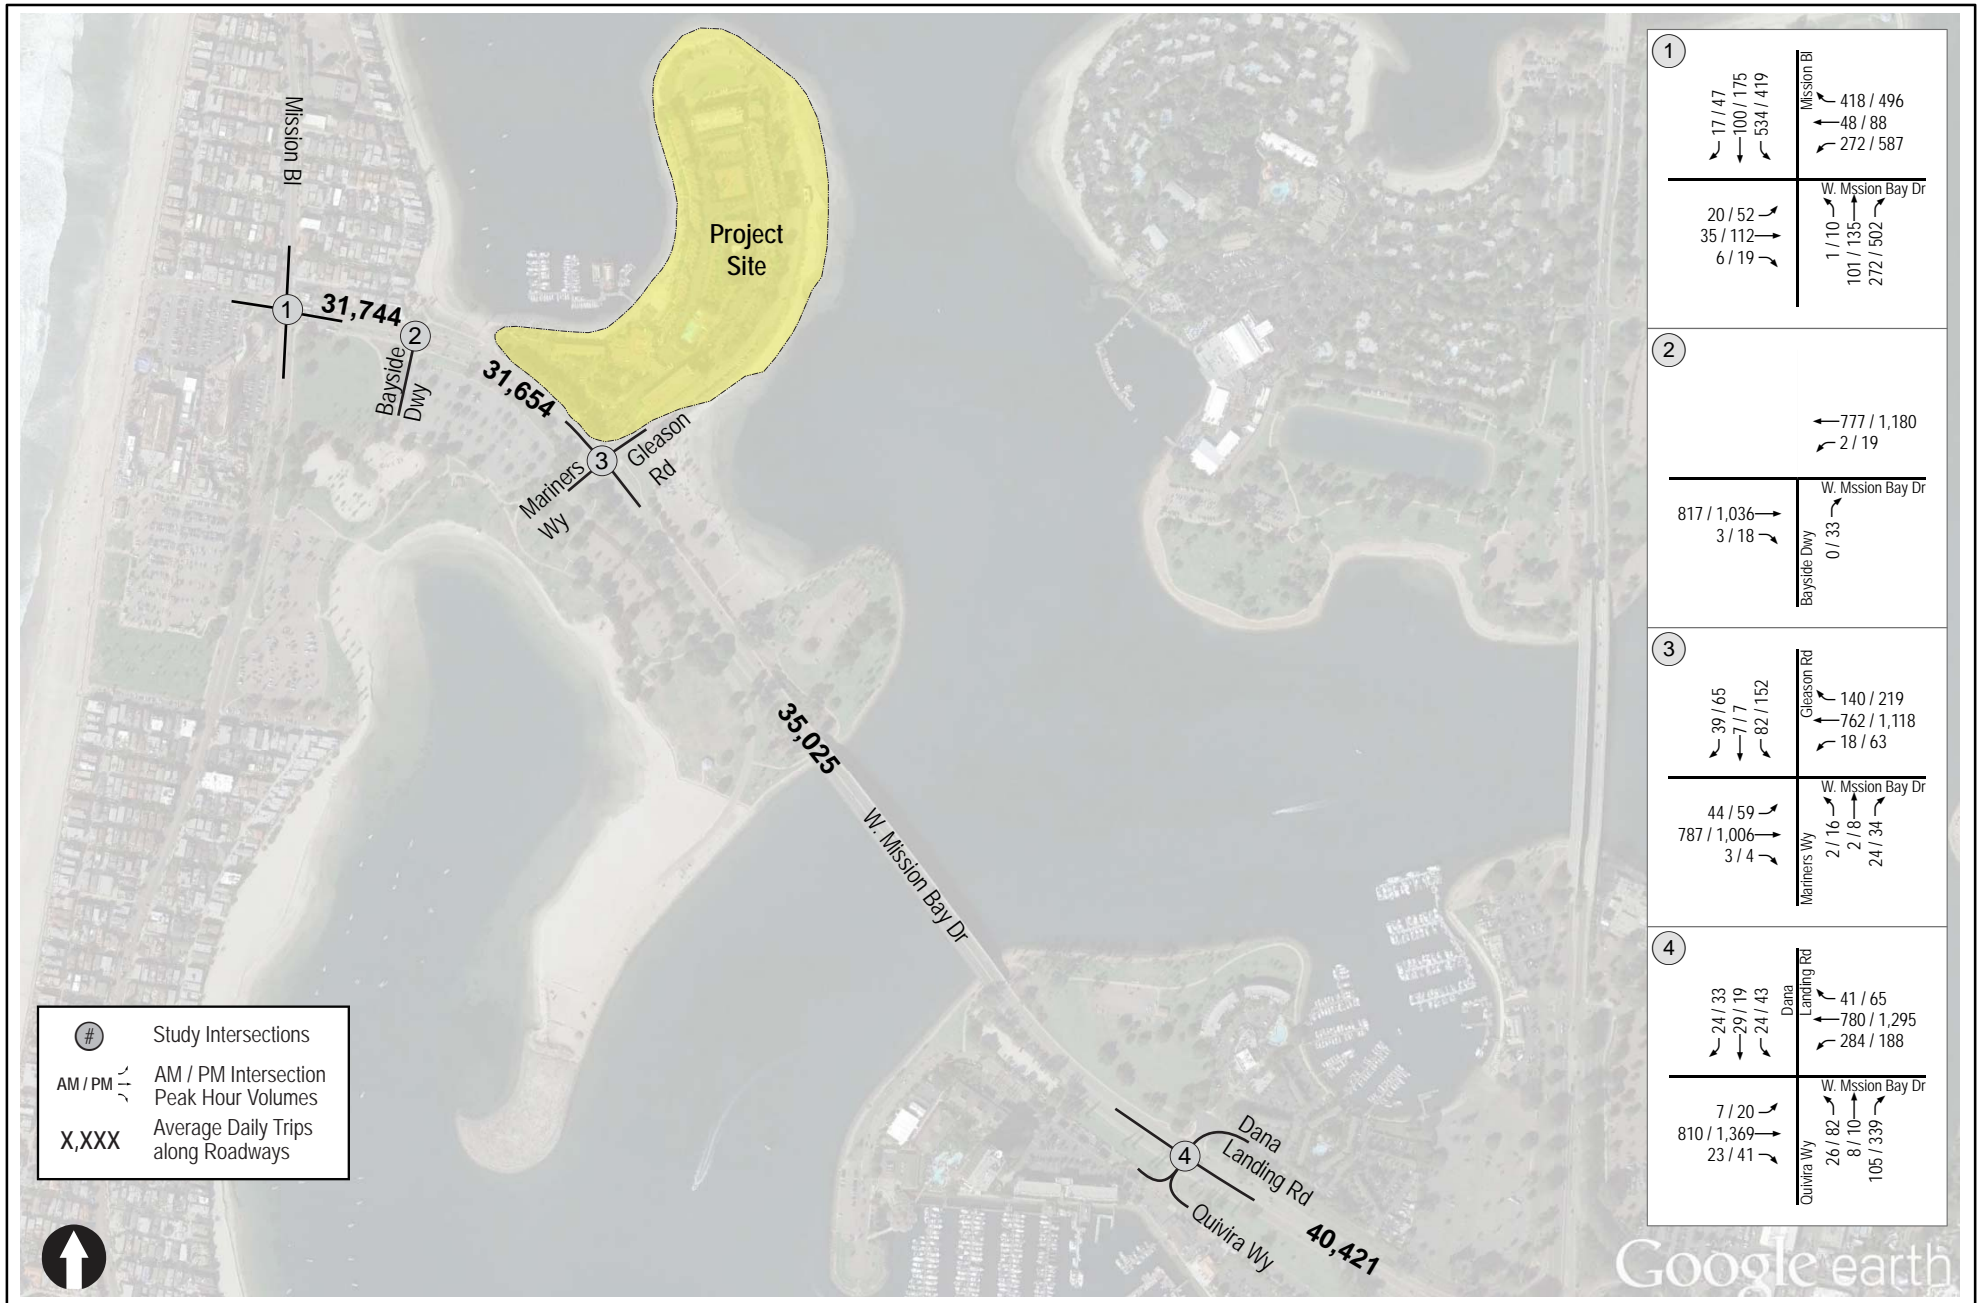 Mission Bl
1
31,744
2
Bayside
Dwy
31,654
Project
Site
3
Mariners
Wy
Gleason
Rd
35,025
W. Mission Bay Dr
4
Dana
Landing Rd
Quivira Wy
40,421
#
Study Intersections
AM / PM
AM / PM Intersection
Peak Hour Volumes
X,XXX
Average Daily Trips
along Roadways
1
Mission Bl
17 / 47
100 / 175
534 / 419
418 / 496
48 / 88
272 / 587
W. Mssion Bay Dr
20 / 52
35 / 112
6 / 19
1 / 10
101 / 135
272 / 502
2
777 / 1,180
2 / 19
W. Mssion Bay Dr
817 / 1,036
3 / 18
Bayside Dwy
0 / 33
3
Gleason Rd
39 / 65
7 / 7
82 / 152
140 / 219
762 / 1,118
18 / 63
W. Mssion Bay Dr
44 / 59
787 / 1,006
3 / 4
Mariners Wy
2 / 16
2 / 8
24 / 34
4
Dana
Landing Rd
24 / 33
29 / 19
24 / 43
41 / 65
780 / 1,295
284 / 188
W. Mssion Bay Dr
7 / 20
810 / 1,369
23 / 41
Quivira Wy
26 / 82
8 / 10
105 / 339
Google earth